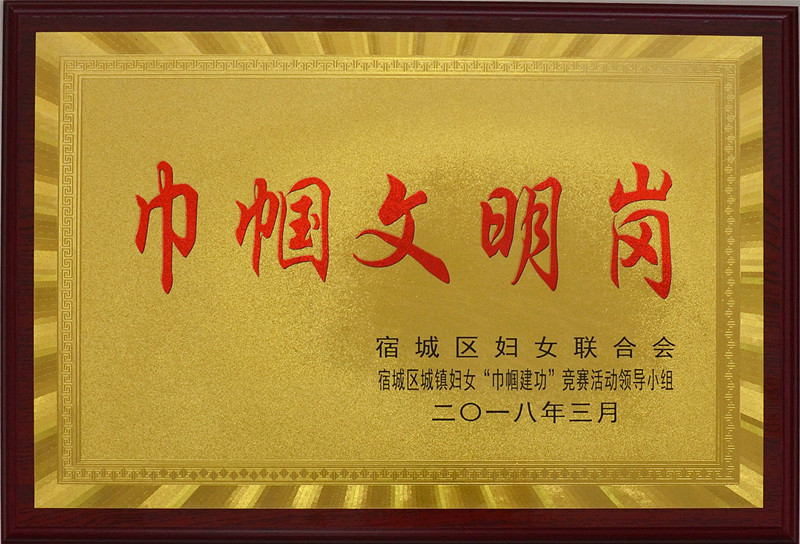 巾帼文明岗
宿城区妇女联合会
宿城区城镇妇女“巾帼建功”竞赛活动领导小组
二〇一八年三月